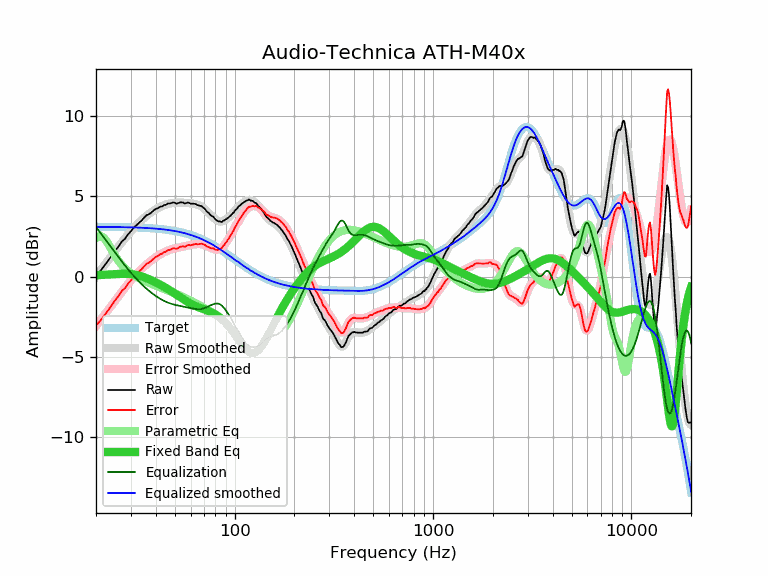 Audio-Technica ATH-M40x
Amplitude (dBr)
10
5
0
−5
−10
Target
Raw Smoothed
Error Smoothed
Raw
Error
Parametric Eq
Fixed Band Eq
Equalization
Equalized smoothed
100
1000
10000
Frequency (Hz)